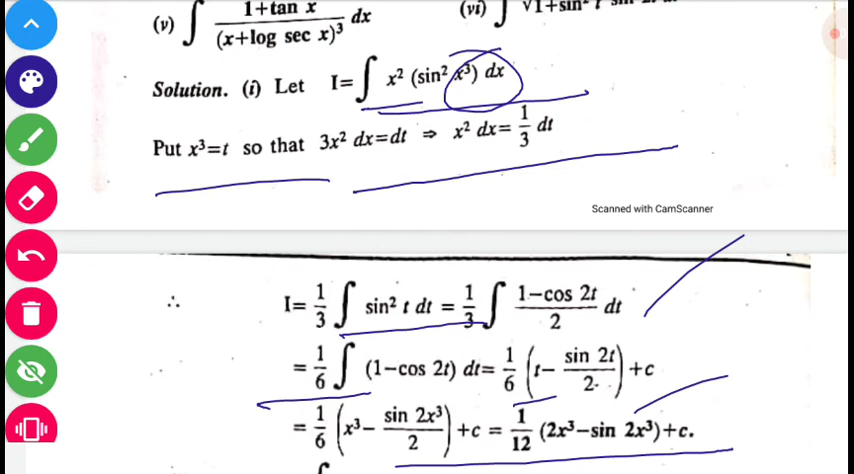 (v) ∫ 1+tan x / (x+log sec x)³ dx (vi) ∫
Solution. (i) Let I=∫ x² (sin² x³) dx
Put x³=t so that 3x² dx=dt ⇒ x² dx= 1/3 dt
Scanned with CamScanner
∴ I= 1/3 ∫ sin² t dt = 1/3 ∫ 1−cos 2t / 2 dt
= 1/6 ∫ (1−cos 2t) dt= 1/6 (t− sin 2t / 2) +c
= 1/6 (x³− sin 2x³ / 2) +c = 1/12 (2x³−sin 2x³)+c.